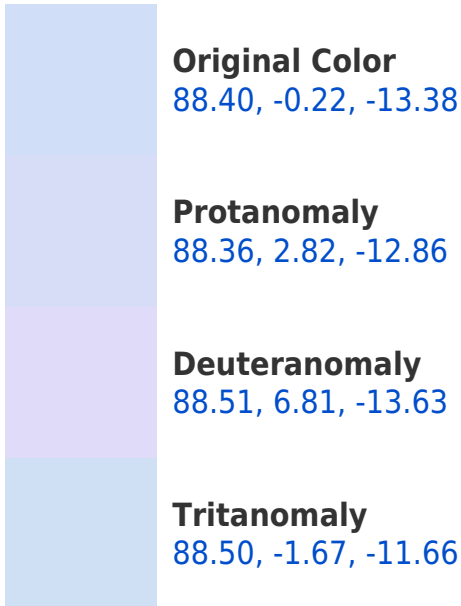 Original Color
88.40, -0.22, -13.38
Protanomaly
88.36, 2.82, -12.86
Deuteranomaly
88.51, 6.81, -13.63
Tritanomaly
88.50, -1.67, -11.66